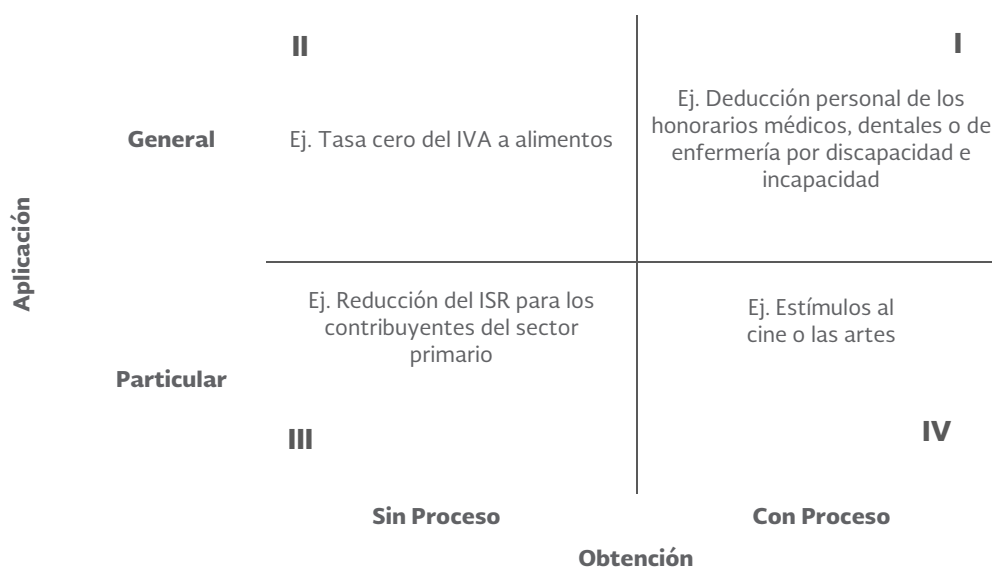 II
I
General
Ej. Tasa cero del IVA a alimentos
Ej. Deducción personal de los
honorarios médicos, dentales o de
enfermería por discapacidad e
incapacidad
Aplicación
Ej. Reducción del ISR para los
contribuyentes del sector
primario
Ej. Estímulos al
cine o las artes
Particular
III
IV
Sin Proceso
Con Proceso
Obtención